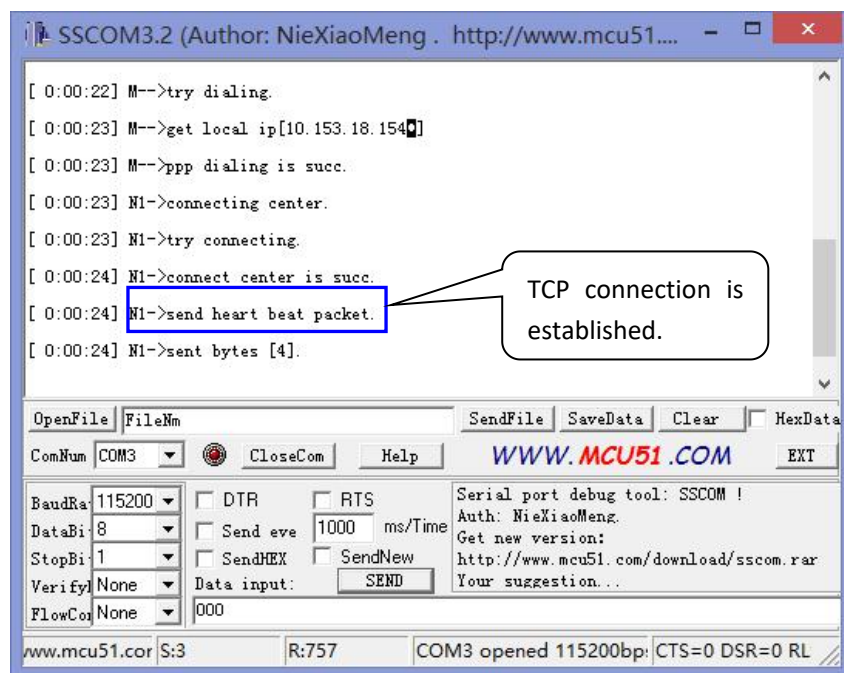 SSCOM3.2 (Author: NieXiaoMeng . http://www.mcu51....
[ 0:00:22] M-->try dialing.
[ 0:00:23] M-->get local ip[10.153.18.154]
[ 0:00:23] M-->ppp dialing is succ.
[ 0:00:23] N1->connecting center.
[ 0:00:23] N1->try connecting.
[ 0:00:24] N1->connect center is succ.
[ 0:00:24] N1->send heart beat packet.
[ 0:00:24] N1->sent bytes [4].
TCP connection is
established.
OpenFile FileNm SendFile SaveData Clear HexData
ComNum COM3 CloseCom Help WWW.MCU51.COM EXT
BaudRa 115200 DTR RTS
DataBi 8 Send eve 1000 ms/Time
StopBi 1 SendHEX SendNew
Verify None Data input: SEND
FlowCo None 000
Serial port debug tool: SSCOM !
Auth: NieXiaoMeng.
Get new version:
http://www.mcu51.com/download/sscom.rar
Your suggestion...
www.mcu51.cor S:3 R:757 COM3 opened 115200bp: CTS=0 DSR=0 RL